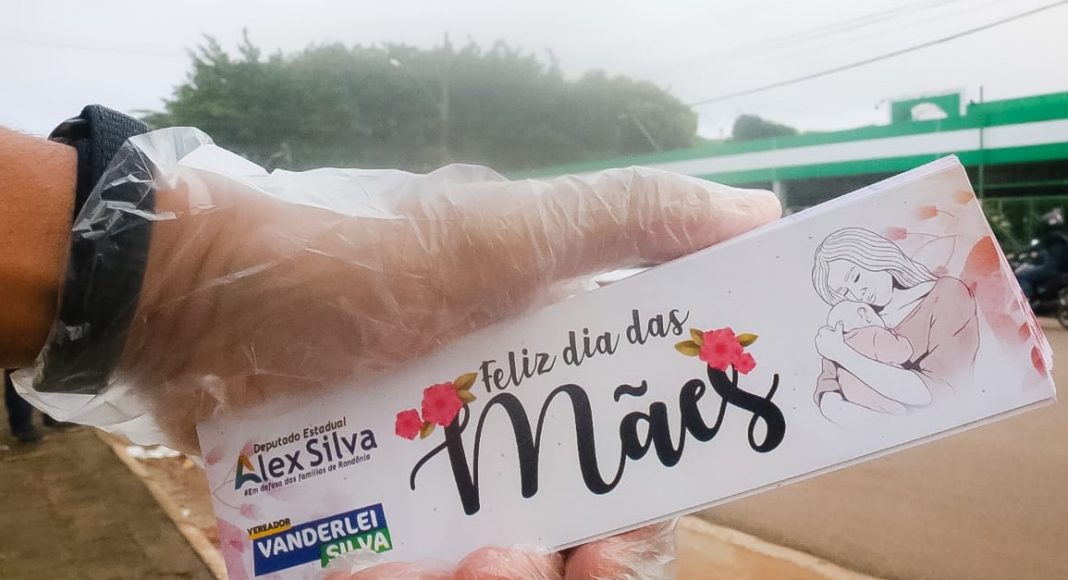 Feliz dia das
Mães
Deputado Estadual
Alex Silva
#Em defesa das famílias de Rondônia
VEREADOR
VANDERLEI
SILVA